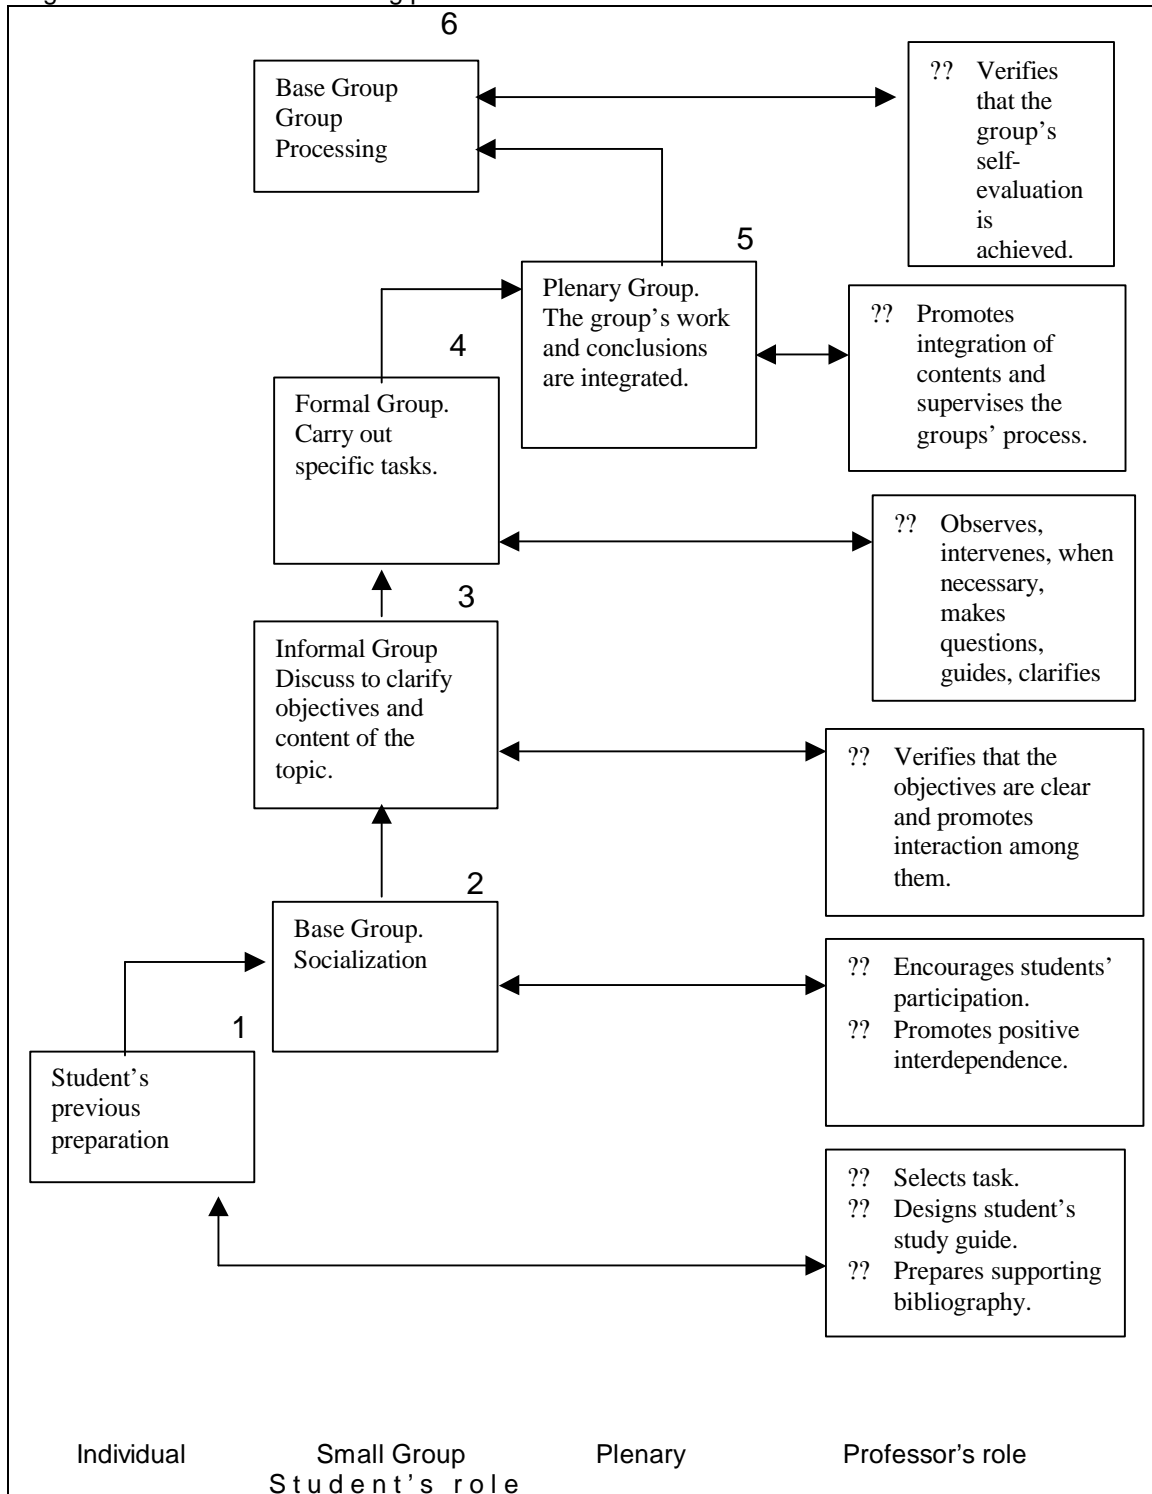 6
Base Group
Group
Processing
?? Verifies
that the
group’s
self-
evaluation
is
achieved.
5
Plenary Group.
The group’s work
and conclusions
are integrated.
?? Promotes
integration of
contents and
supervises the
groups’ process.
4
Formal Group.
Carry out
specific tasks.
?? Observes,
intervenes, when
necessary,
makes
questions,
guides, clarifies
3
Informal Group
Discuss to clarify
objectives and
content of the
topic.
?? Verifies that the
objectives are clear
and promotes
interaction among
them.
2
Base Group.
Socialization
?? Encourages students’
participation.
?? Promotes positive
interdependence.
1
Student’s
previous
preparation
?? Selects task.
?? Designs student’s
study guide.
?? Prepares supporting
bibliography.
Individual
Small Group
Plenary
Professor’s role
Student’s role